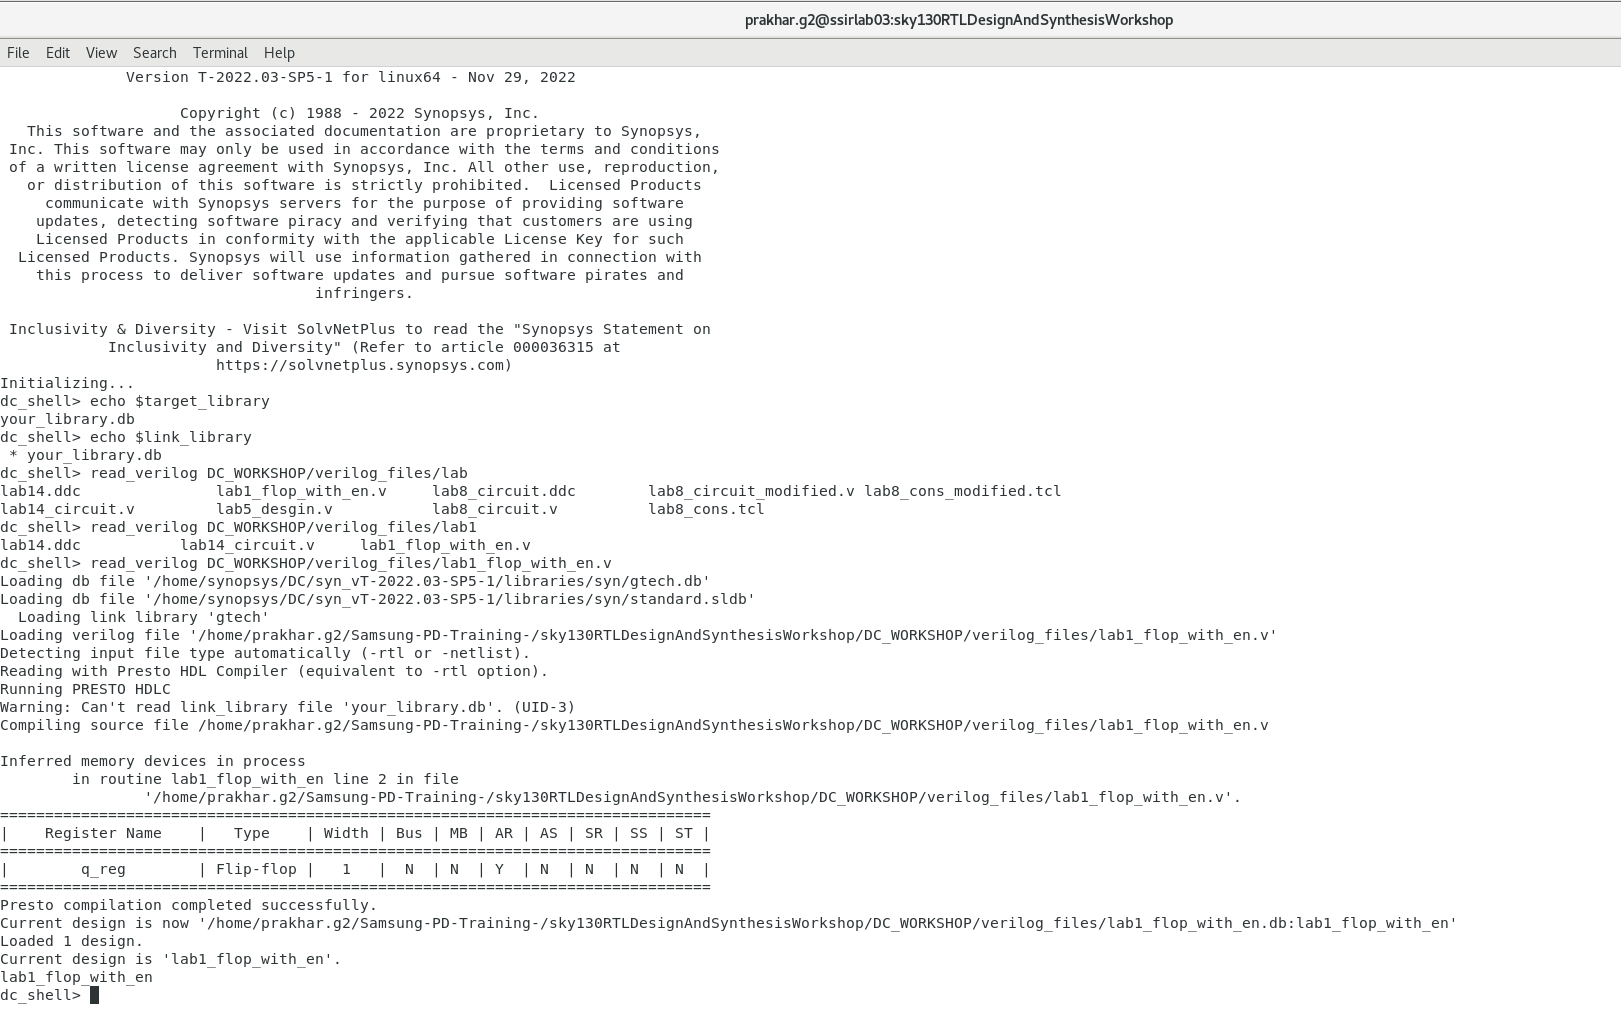 prakhar.g2@ssirlab03:sky130RTLDesignAndSynthesisWorkshop
File Edit View Search Terminal Help
Version T-2022.03-SP5-1 for linux64 - Nov 29, 2022
Copyright (c) 1988 - 2022 Synopsys, Inc.
This software and the associated documentation are proprietary to Synopsys,
Inc. This software may only be used in accordance with the terms and conditions
of a written license agreement with Synopsys, Inc. All other use, reproduction,
or distribution of this software is strictly prohibited.  Licensed Products
communicate with Synopsys servers for the purpose of providing software
updates, detecting software piracy and verifying that customers are using
Licensed Products in conformity with the applicable License Key for such
Licensed Products. Synopsys will use information gathered in connection with
this process to deliver software updates and pursue software pirates and
infringers.
Inclusivity & Diversity - Visit SolvNetPlus to read the "Synopsys Statement on
Inclusivity and Diversity" (Refer to article 000036315 at
https://solvnetplus.synopsys.com)
Initializing...
dc_shell> echo $target_library
your_library.db
dc_shell> echo $link_library
 * your_library.db
dc_shell> read_verilog DC_WORKSHOP/verilog_files/lab
lab14.ddc               lab1_flop_with_en.v     lab8_circuit.ddc        lab8_circuit_modified.v lab8_cons_modified.tcl
lab14_circuit.v         lab5_desgin.v           lab8_circuit.v          lab8_cons.tcl
dc_shell> read_verilog DC_WORKSHOP/verilog_files/lab1
lab14.ddc           lab14_circuit.v     lab1_flop_with_en.v
dc_shell> read_verilog DC_WORKSHOP/verilog_files/lab1_flop_with_en.v
Loading db file '/home/synopsys/DC/syn_vT-2022.03-SP5-1/libraries/syn/gtech.db'
Loading db file '/home/synopsys/DC/syn_vT-2022.03-SP5-1/libraries/syn/standard.sldb'
  Loading link library 'gtech'
Loading verilog file '/home/prakhar.g2/Samsung-PD-Training-/sky130RTLDesignAndSynthesisWorkshop/DC_WORKSHOP/verilog_files/lab1_flop_with_en.v'
Detecting input file type automatically (-rtl or -netlist).
Reading with Presto HDL Compiler (equivalent to -rtl option).
Running PRESTO HDLC
Warning: Can't read link_library file 'your_library.db'. (UID-3)
Compiling source file /home/prakhar.g2/Samsung-PD-Training-/sky130RTLDesignAndSynthesisWorkshop/DC_WORKSHOP/verilog_files/lab1_flop_with_en.v
Inferred memory devices in process
in routine lab1_flop_with_en line 2 in file
'/home/prakhar.g2/Samsung-PD-Training-/sky130RTLDesignAndSynthesisWorkshop/DC_WORKSHOP/verilog_files/lab1_flop_with_en.v'.
===============================================================================
|    Register Name    |   Type    | Width | Bus | MB | AR | AS | SR | SS | ST |
===============================================================================
|        q_reg        | Flip-flop |   1   |  N  | N  | Y  | N  | N  | N  | N  |
===============================================================================
Presto compilation completed successfully.
Current design is now '/home/prakhar.g2/Samsung-PD-Training-/sky130RTLDesignAndSynthesisWorkshop/DC_WORKSHOP/verilog_files/lab1_flop_with_en.db:lab1_flop_with_en'
Loaded 1 design.
Current design is 'lab1_flop_with_en'.
lab1_flop_with_en
dc_shell>